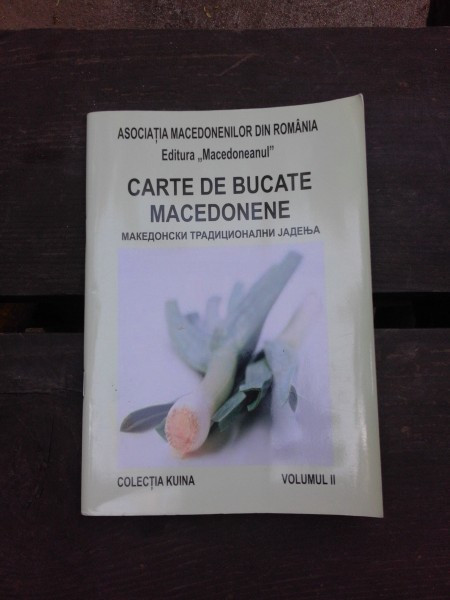 ASOCIAȚIA MACEDONENILOR DIN ROMÂNIA
Editura „Macedoneanul”
CARTE DE BUCATE
MACEDONENE
МАКЕДОНСКИ ТРАДИЦИОНАЛНИ ЈАДЕЊА
COLECȚIA KUINA VOLUMUL II